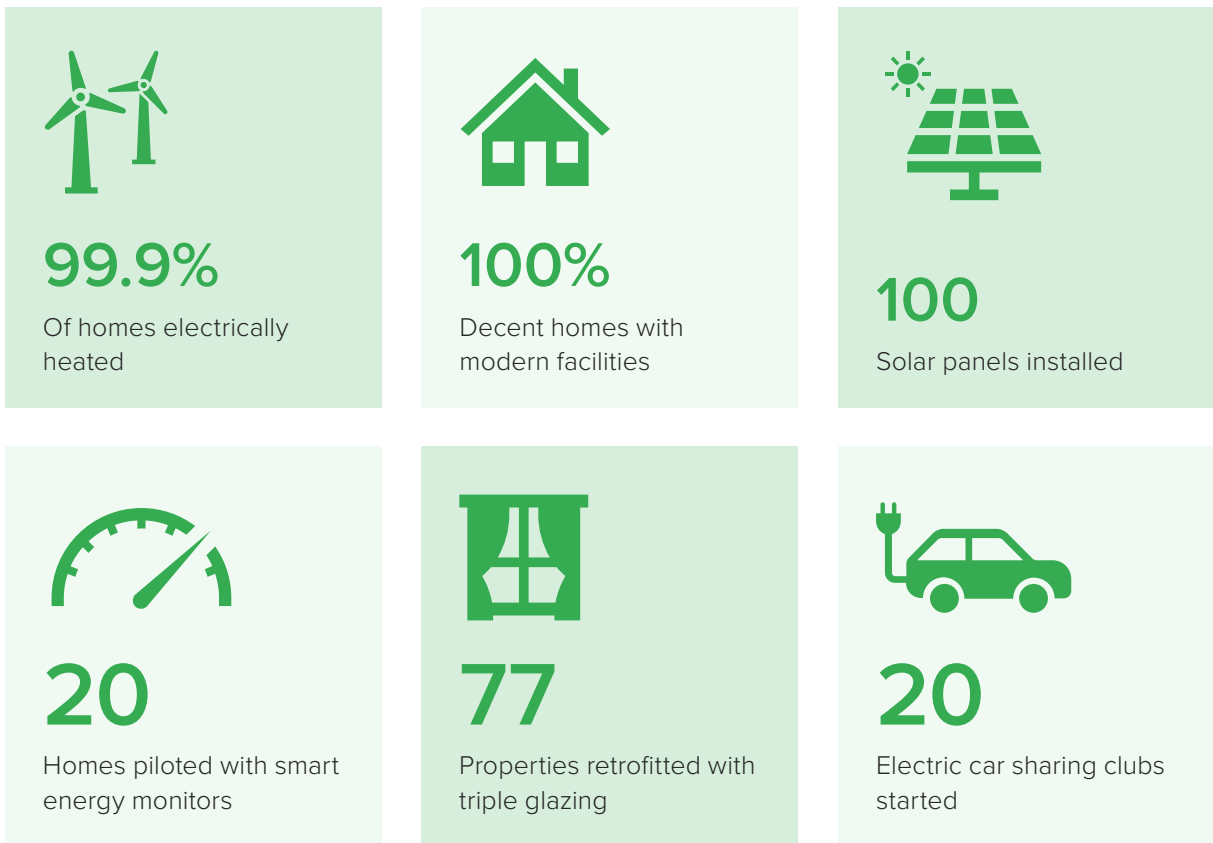 99.9%
Of homes electrically
heated
100%
Decent homes with
modern facilities
100
Solar panels installed
20
Homes piloted with smart
energy monitors
77
Properties retrofitted with
triple glazing
20
Electric car sharing clubs
started